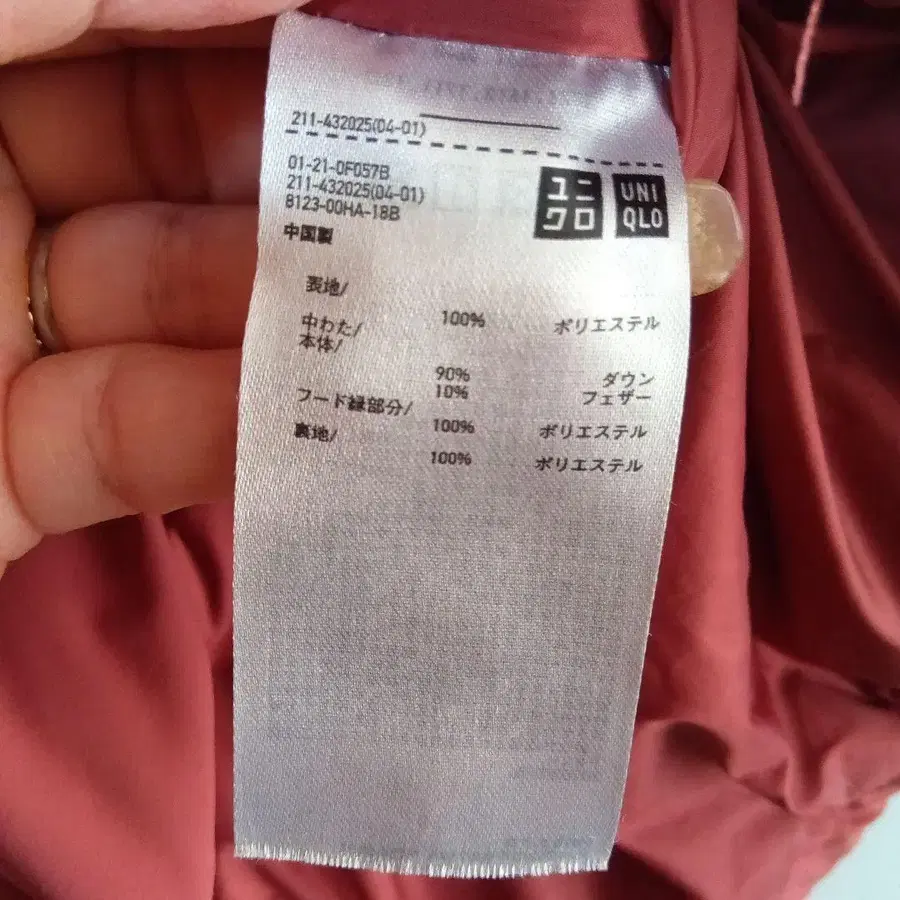 211-432025(04-01)
01-21-0F057B
211-432025(04-01)
8123-00HA-18B
ユニ
クロ
UNI
QLO
中国製
表地/
100% ポリエステル
中わた/
本体/
90% ダウン
10% フェザー
フード縁部分/
100% ポリエステル
裏地/
100% ポリエステル